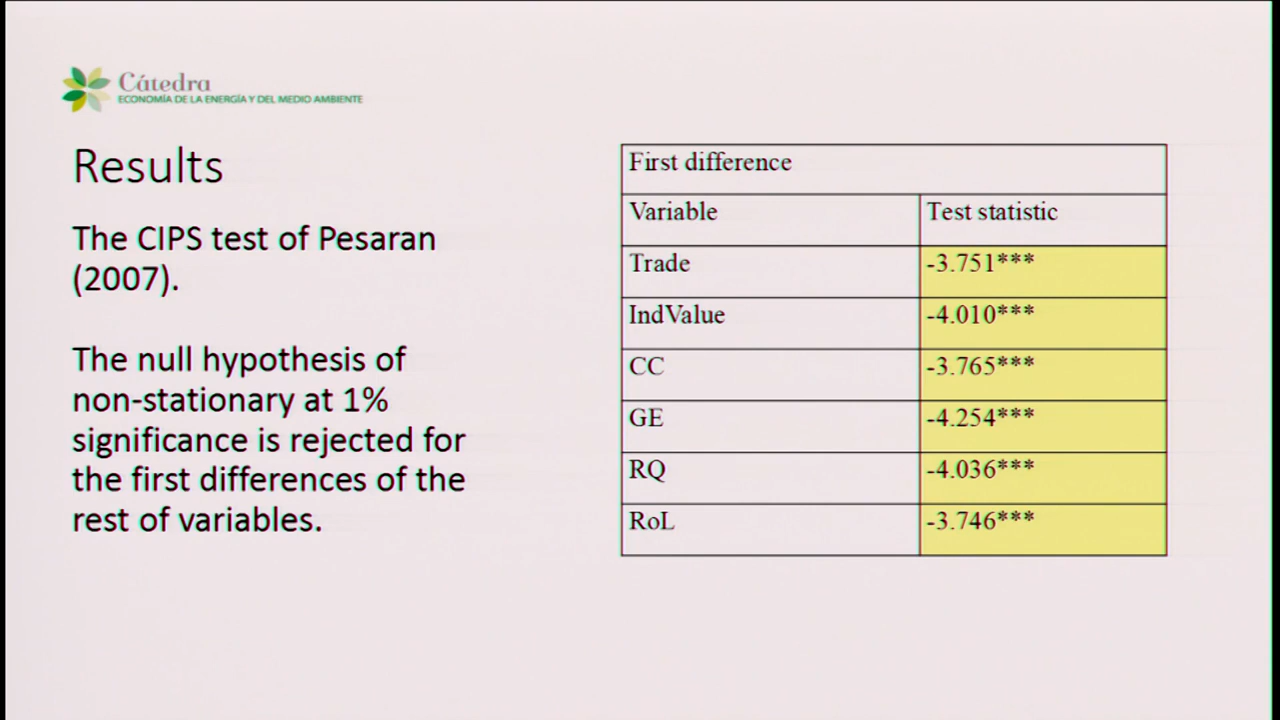 Cátedra
ECONOMÍA DE LA ENERGÍA Y DEL MEDIO AMBIENTE
Results
The CIPS test of Pesaran
(2007).
The null hypothesis of
non-stationary at 1%
significance is rejected for
the first differences of the
rest of variables.
First difference
Variable Test statistic
Trade -3.751***
IndValue -4.010***
CC -3.765***
GE -4.254***
RQ -4.036***
RoL -3.746***